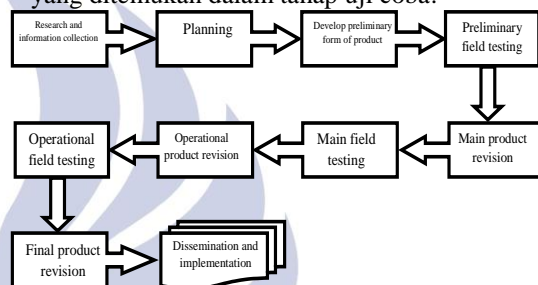 yang ditemukan dalam tahap uji coba.
Research and
information collection
Planning
Develop preliminary
form of product
Preliminary
field testing
Main product
revision
Main field
testing
Operational
product revision
Operational
field testing
Final product
revision
Dissemination and
implementation